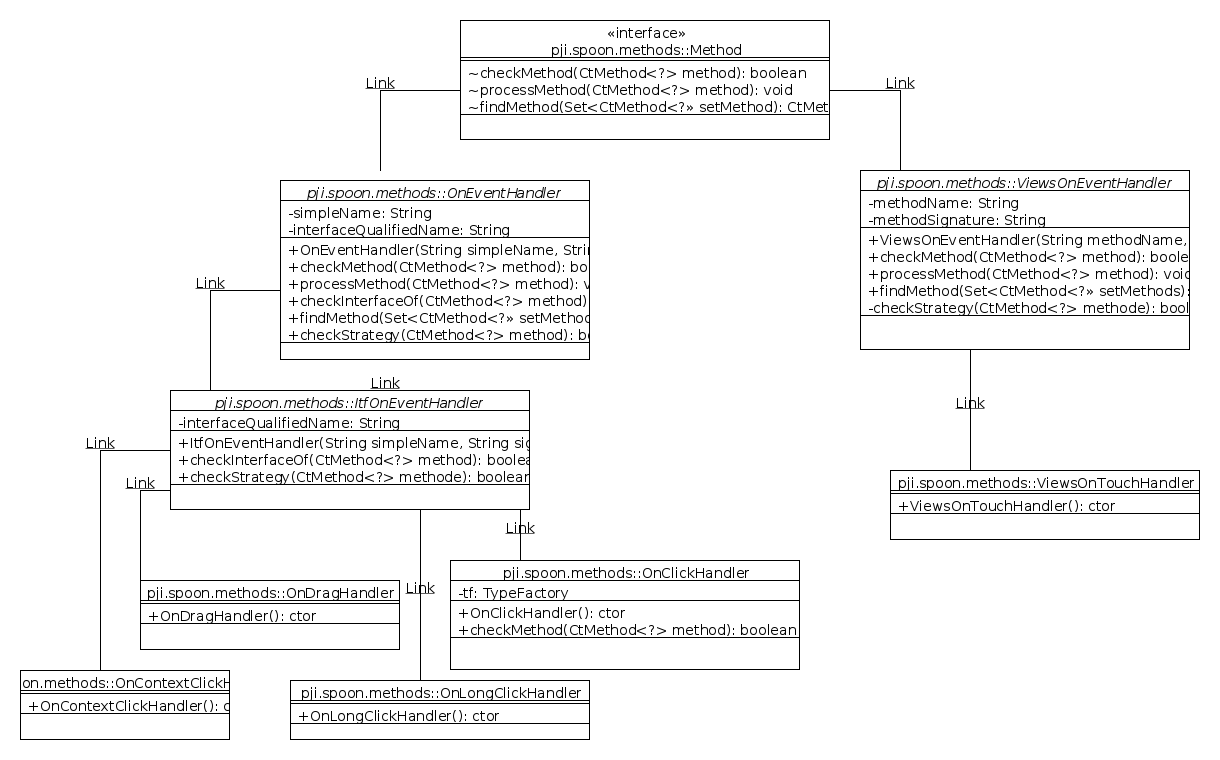 «interface»
pji.spoon.methods::Method
~checkMethod(CtMethod<?> method): boolean
~processMethod(CtMethod<?> method): void
~findMethod(Set<CtMethod<?» setMethod): CtMet
Link
Link
pji.spoon.methods::OnEventHandler
-simpleName: String
-interfaceQualifiedName: String
+OnEventHandler(String simpleName, Strin
+checkMethod(CtMethod<?> method): bo
+processMethod(CtMethod<?> method): v
+checkInterfaceOf(CtMethod<?> method)
+findMethod(Set<CtMethod<?» setMethod
+checkStrategy(CtMethod<?> method): b
pji.spoon.methods::ViewsOnEventHandler
-methodName: String
-methodSignature: String
+ViewsOnEventHandler(String methodName,
+checkMethod(CtMethod<?> method): boole
+processMethod(CtMethod<?> method): void
+findMethod(Set<CtMethod<?» setMethods):
-checkStrategy(CtMethod<?> methode): bool
Link
Link
pji.spoon.methods::ItfOnEventHandler
-interfaceQualifiedName: String
+ItfOnEventHandler(String simpleName, String sig
+checkInterfaceOf(CtMethod<?> method): boolea
+checkStrategy(CtMethod<?> methode): boolean
Link
Link
Link
Link
Link
pji.spoon.methods::ViewsOnTouchHandler
+ViewsOnTouchHandler(): ctor
pji.spoon.methods::OnDragHandler
+OnDragHandler(): ctor
pji.spoon.methods::OnClickHandler
-tf: TypeFactory
+OnClickHandler(): ctor
+checkMethod(CtMethod<?> method): boolean
on.methods::OnContextClickH
+OnContextClickHandler(): c
pji.spoon.methods::OnLongClickHandler
+OnLongClickHandler(): ctor